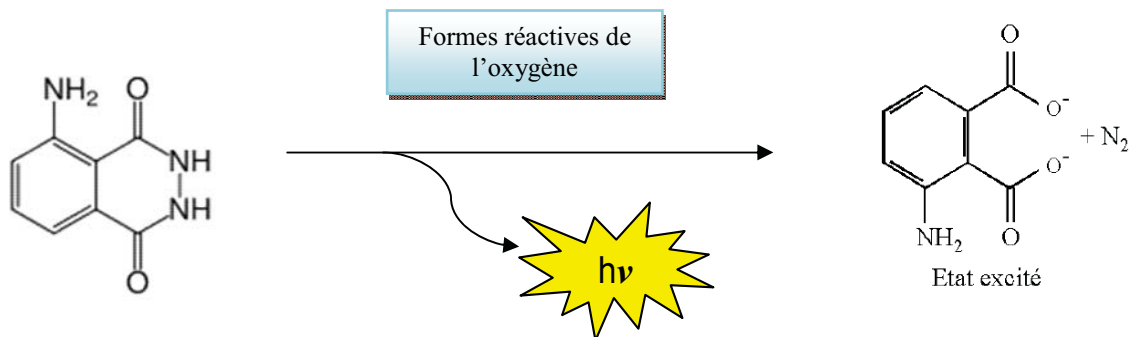 Formes réactives de
l’oxygène
NH₂
O
NH
NH
O
hν
O
O⁻
+ N₂
O⁻
NH₂
O
Etat excité